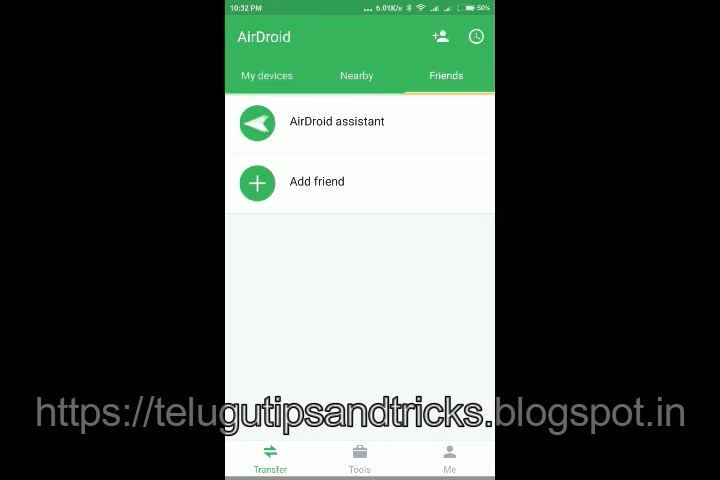 10:32 PM ... 6.01K/s 50%
AirDroid
My devices Nearby Friends
AirDroid assistant
Add friend
https://telugutipsandtricks.blogspot.in
Transfer Tools Me